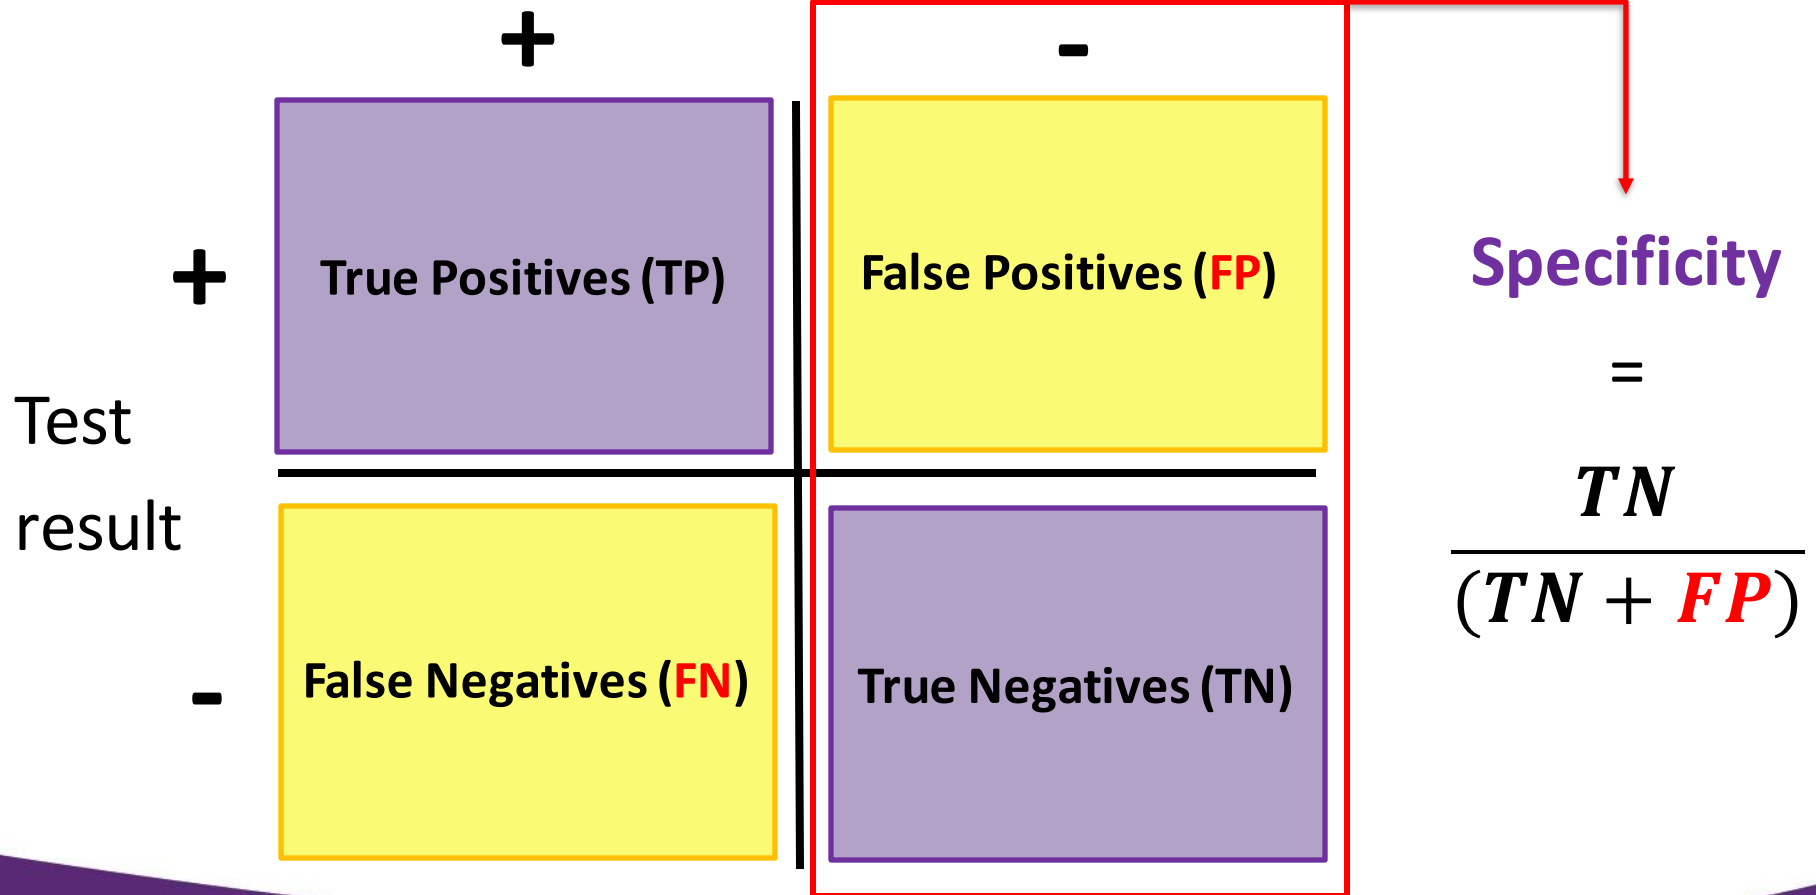 + -
+ True Positives (TP) False Positives (FP)
Specificity
=
Test
result
TN
(TN + FP)
- False Negatives (FN) True Negatives (TN)